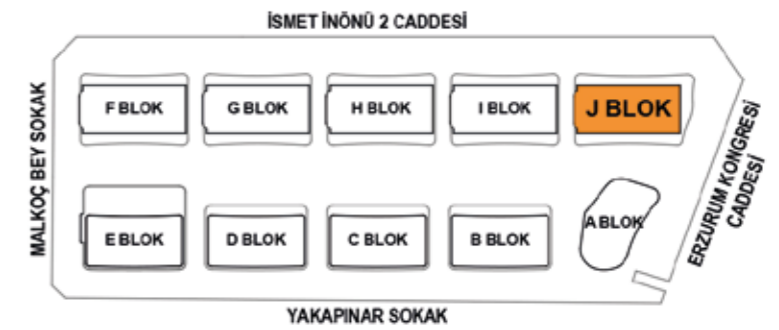 İSMET İNÖNÜ 2 CADDESİ
MALKOÇ BEY SOKAK
F BLOK
G BLOK
H BLOK
I BLOK
J BLOK
ERZURUM KONGRESİ
CADDESİ
E BLOK
D BLOK
C BLOK
B BLOK
A BLOK
YAKAPINAR SOKAK